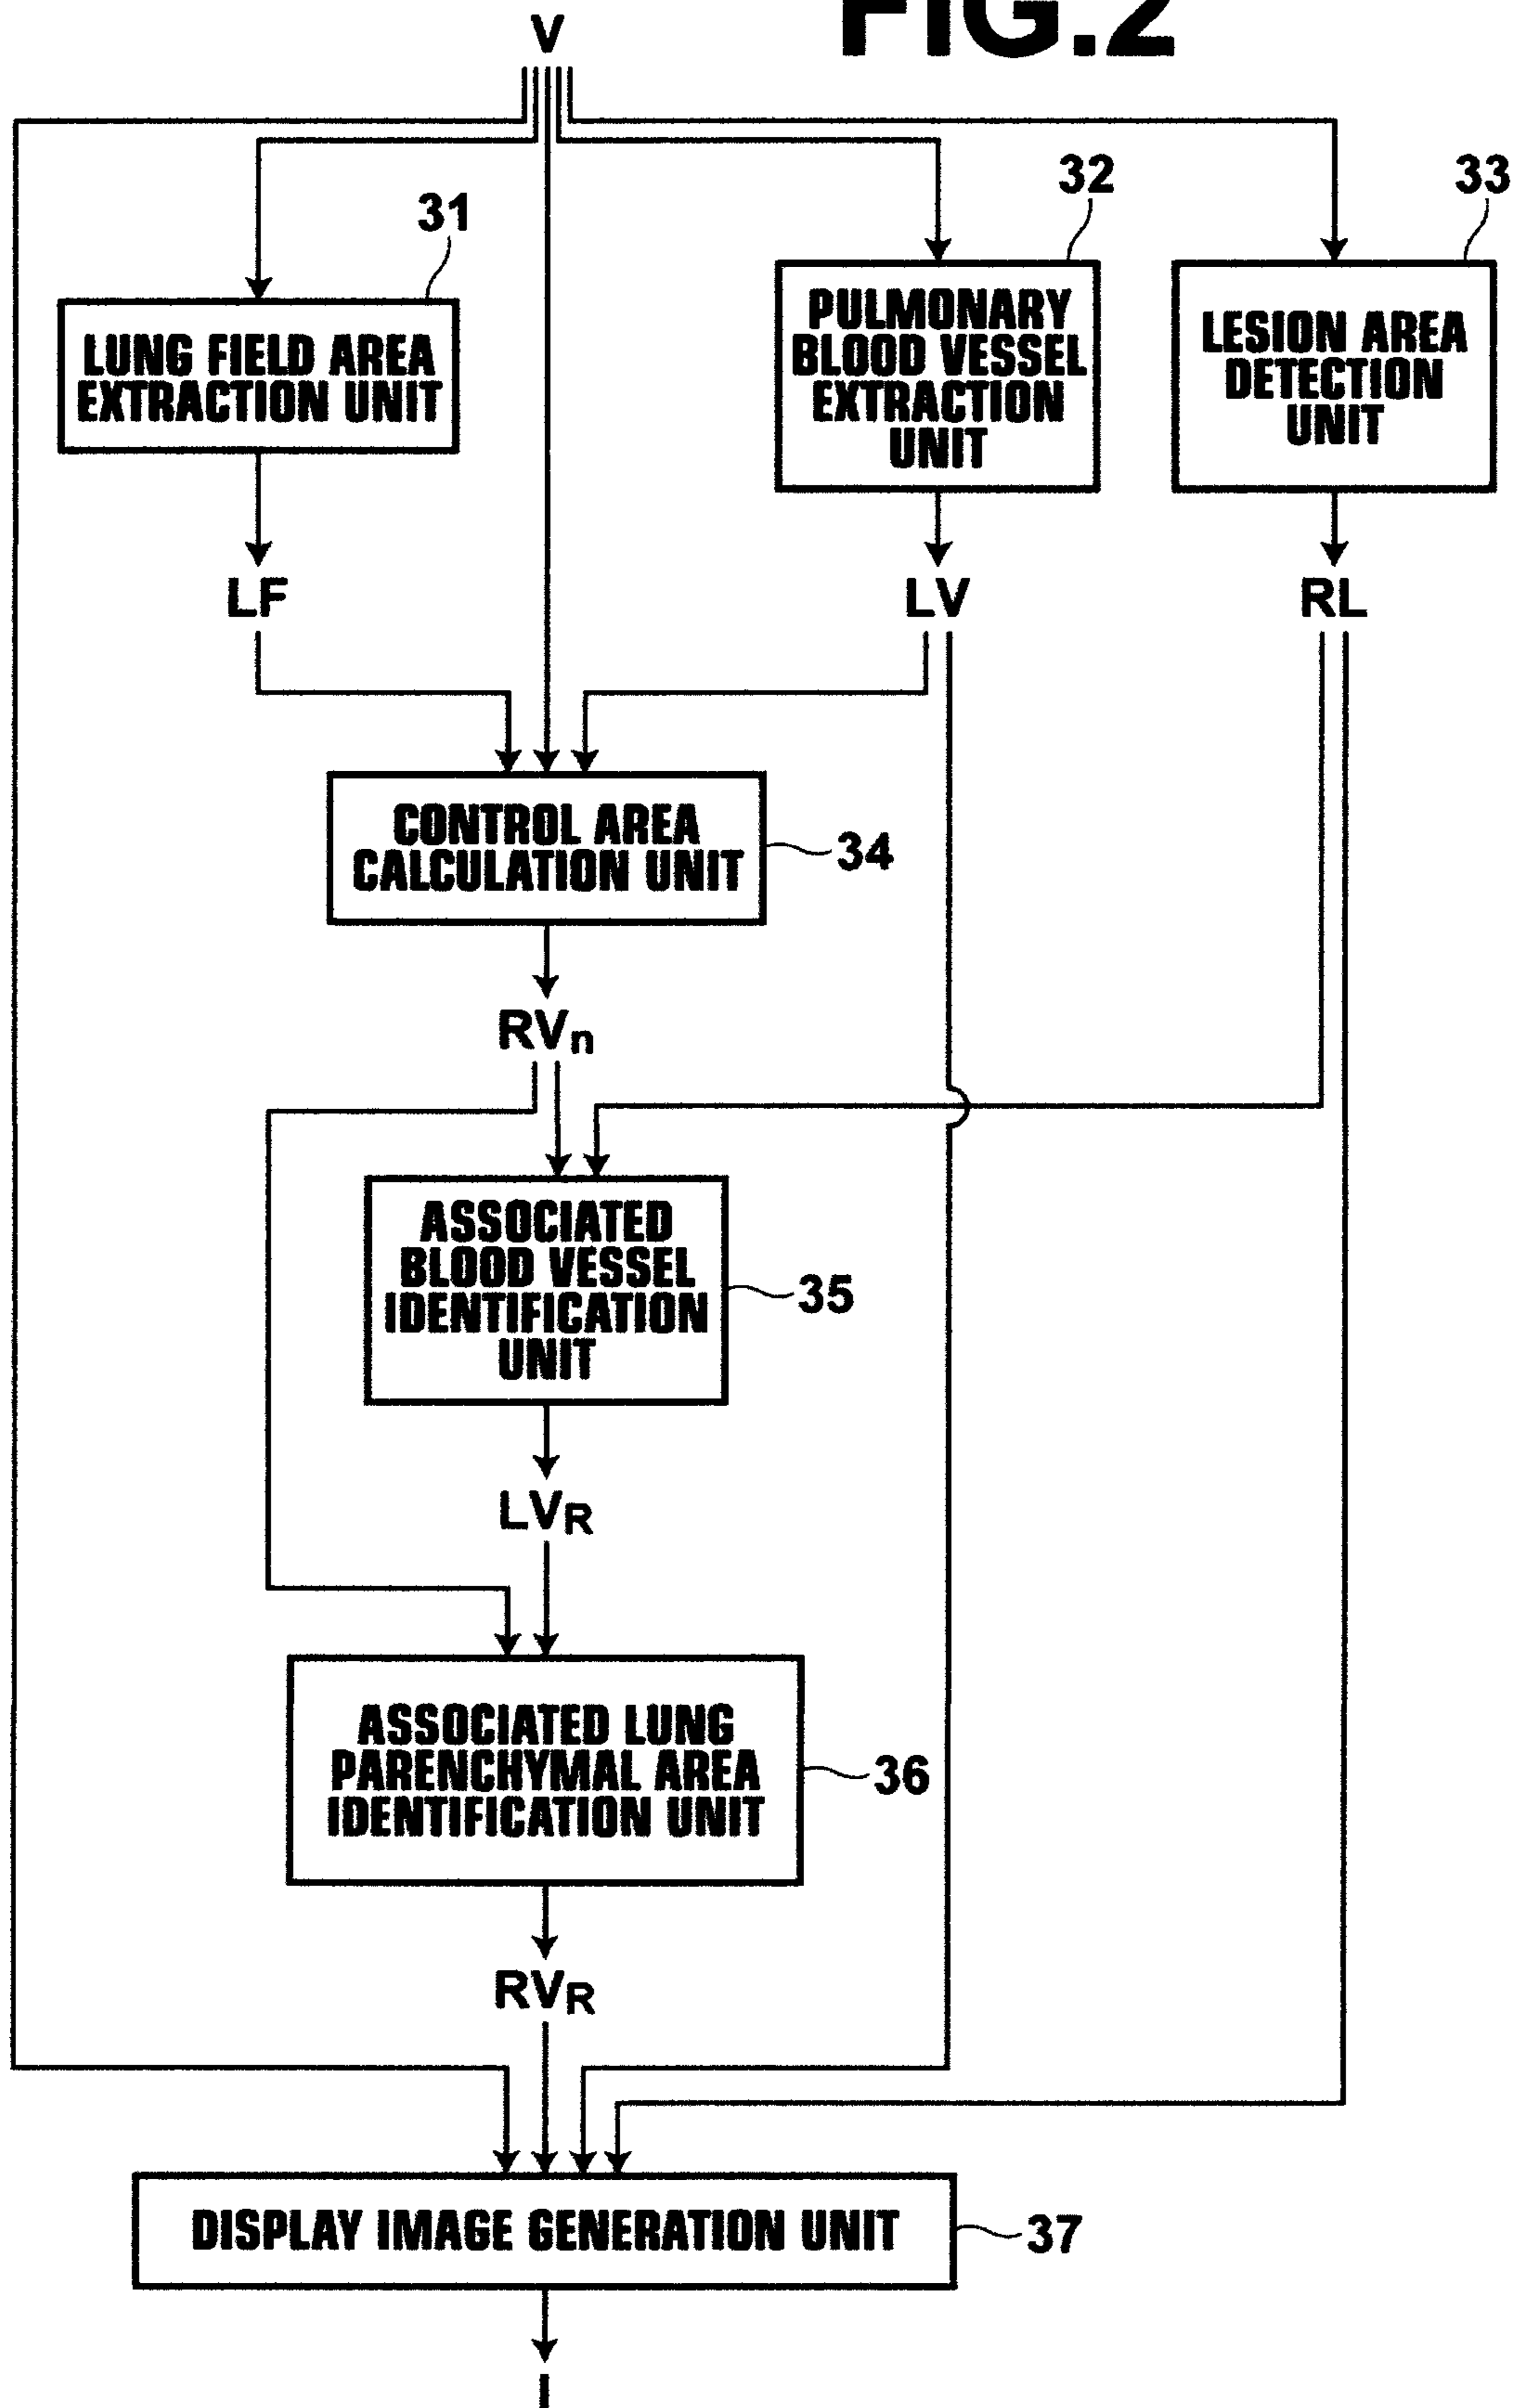 FIG.2
V
31
32
33
LUNG FIELD AREA
EXTRACTION UNIT
PULMONARY
BLOOD VESSEL
EXTRACTION
UNIT
LESION AREA
DETECTION
UNIT
LF
LV
RL
CONTROL AREA
CALCULATION UNIT
34
RVn
ASSOCIATED
BLOOD VESSEL
IDENTIFICATION
UNIT
35
LVR
ASSOCIATED LUNG
PARENCHYMAL AREA
IDENTIFICATION UNIT
36
RVR
DISPLAY IMAGE GENERATION UNIT
37
I